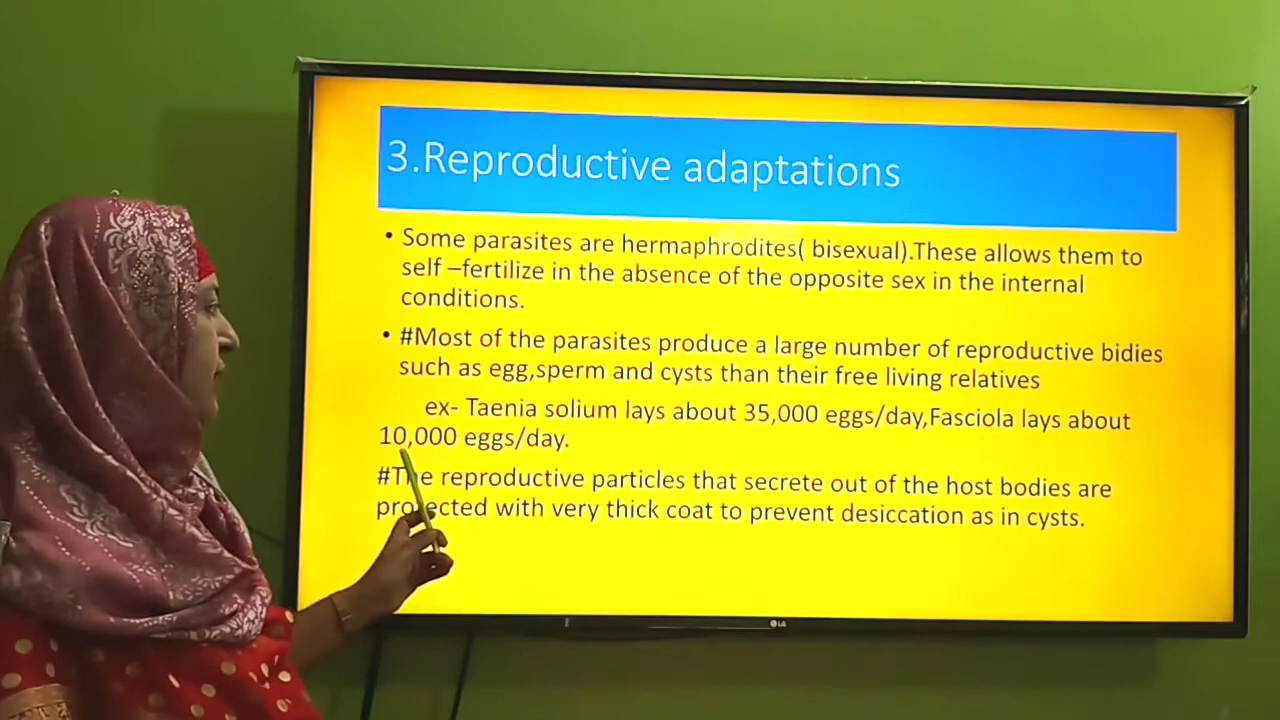 3.Reproductive adaptations
• Some parasites are hermaphrodites( bisexual).These allows them to
self –fertilize in the absence of the opposite sex in the internal
conditions.
• #Most of the parasites produce a large number of reproductive bidies
such as egg,sperm and cysts than their free living relatives
ex- Taenia solium lays about 35,000 eggs/day,Fasciola lays about
10,000 eggs/day.
#The reproductive particles that secrete out of the host bodies are
protected with very thick coat to prevent desiccation as in cysts.
LG